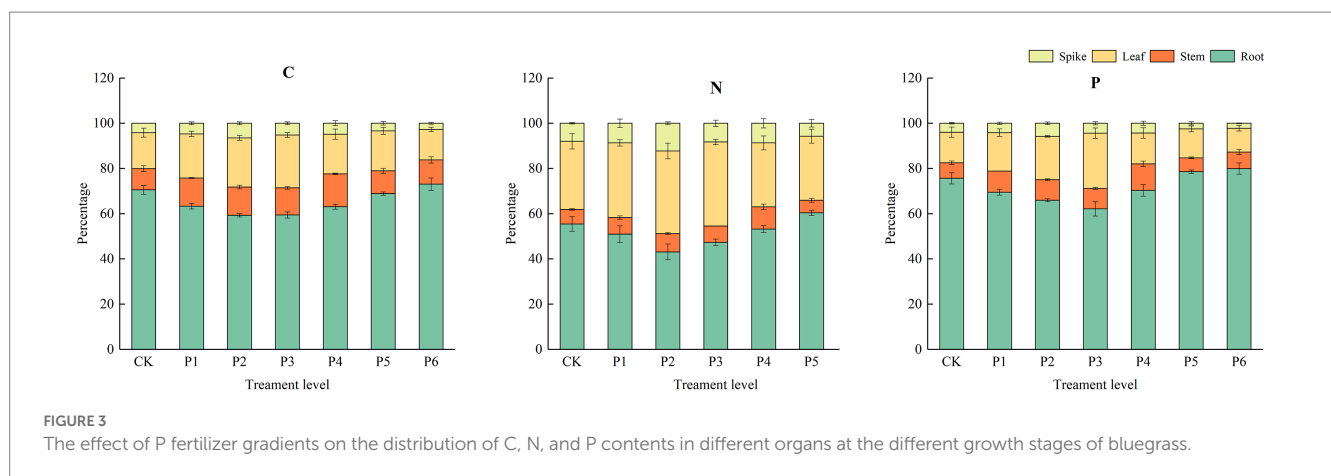 Spike Leaf Stem Root
C
120
100
80
60
40
20
0
Percentage
CK P1 P2 P3 P4 P5 P6
Treament level
N
120
100
80
60
40
20
0
Percentage
CK P1 P2 P3 P4 P5
Treament level
P
120
100
80
60
40
20
0
Percentage
CK P1 P2 P3 P4 P5 P6
Treament level
FIGURE 3
The effect of P fertilizer gradients on the distribution of C, N, and P contents in different organs at the different growth stages of bluegrass.